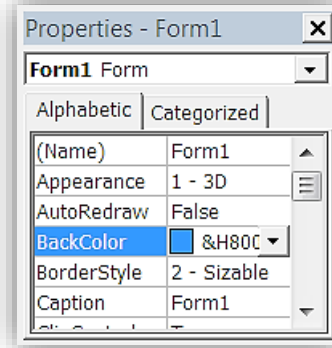 Properties - Form1
Form1 Form
Alphabetic Categorized
(Name) Form1
Appearance 1 - 3D
AutoRedraw False
BackColor &H800
BorderStyle 2 - Sizable
Caption Form1